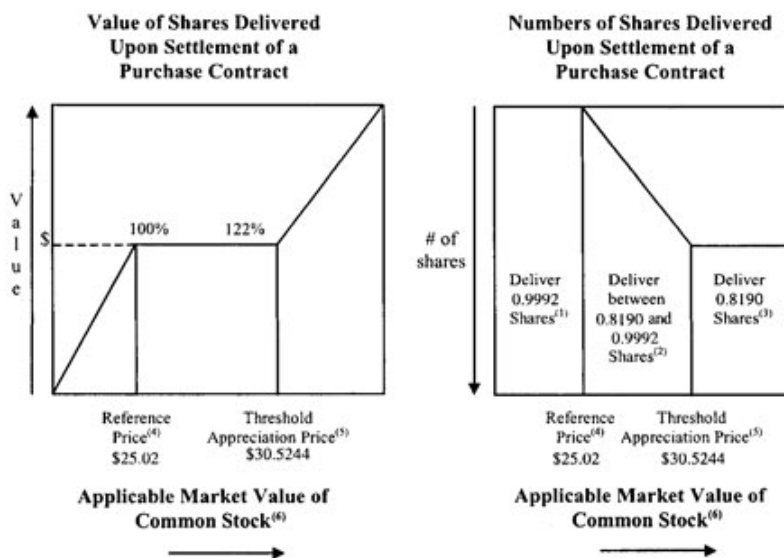 Value of Shares Delivered
Upon Settlement of a
Purchase Contract
Value
$
100%
122%
Reference
Price(4)
$25.02
Threshold
Appreciation Price(5)
$30.5244
Applicable Market Value of
Common Stock(6)
Numbers of Shares Delivered
Upon Settlement of a
Purchase Contract
# of
shares
Deliver
0.9992
Shares(1)
Deliver
between
0.8190 and
0.9992
Shares(2)
Deliver
0.8190
Shares(3)
Reference
Price(4)
$25.02
Threshold
Appreciation Price(5)
$30.5244
Applicable Market Value of
Common Stock(6)